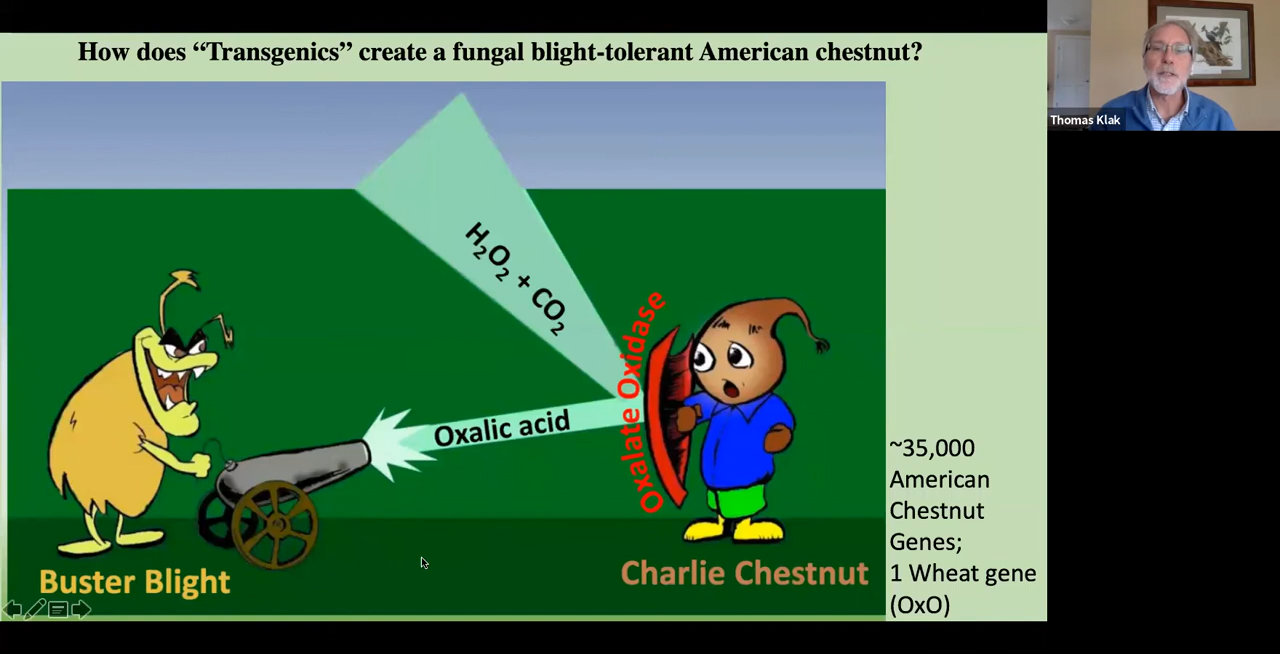 How does “Transgenics” create a fungal blight-tolerant American chestnut?
Thomas Klak
H₂O₂ + CO₂
Oxalate Oxidase
Oxalic acid
~35,000
American
Chestnut
Genes;
1 Wheat gene
(OxO)
Buster Blight
Charlie Chestnut